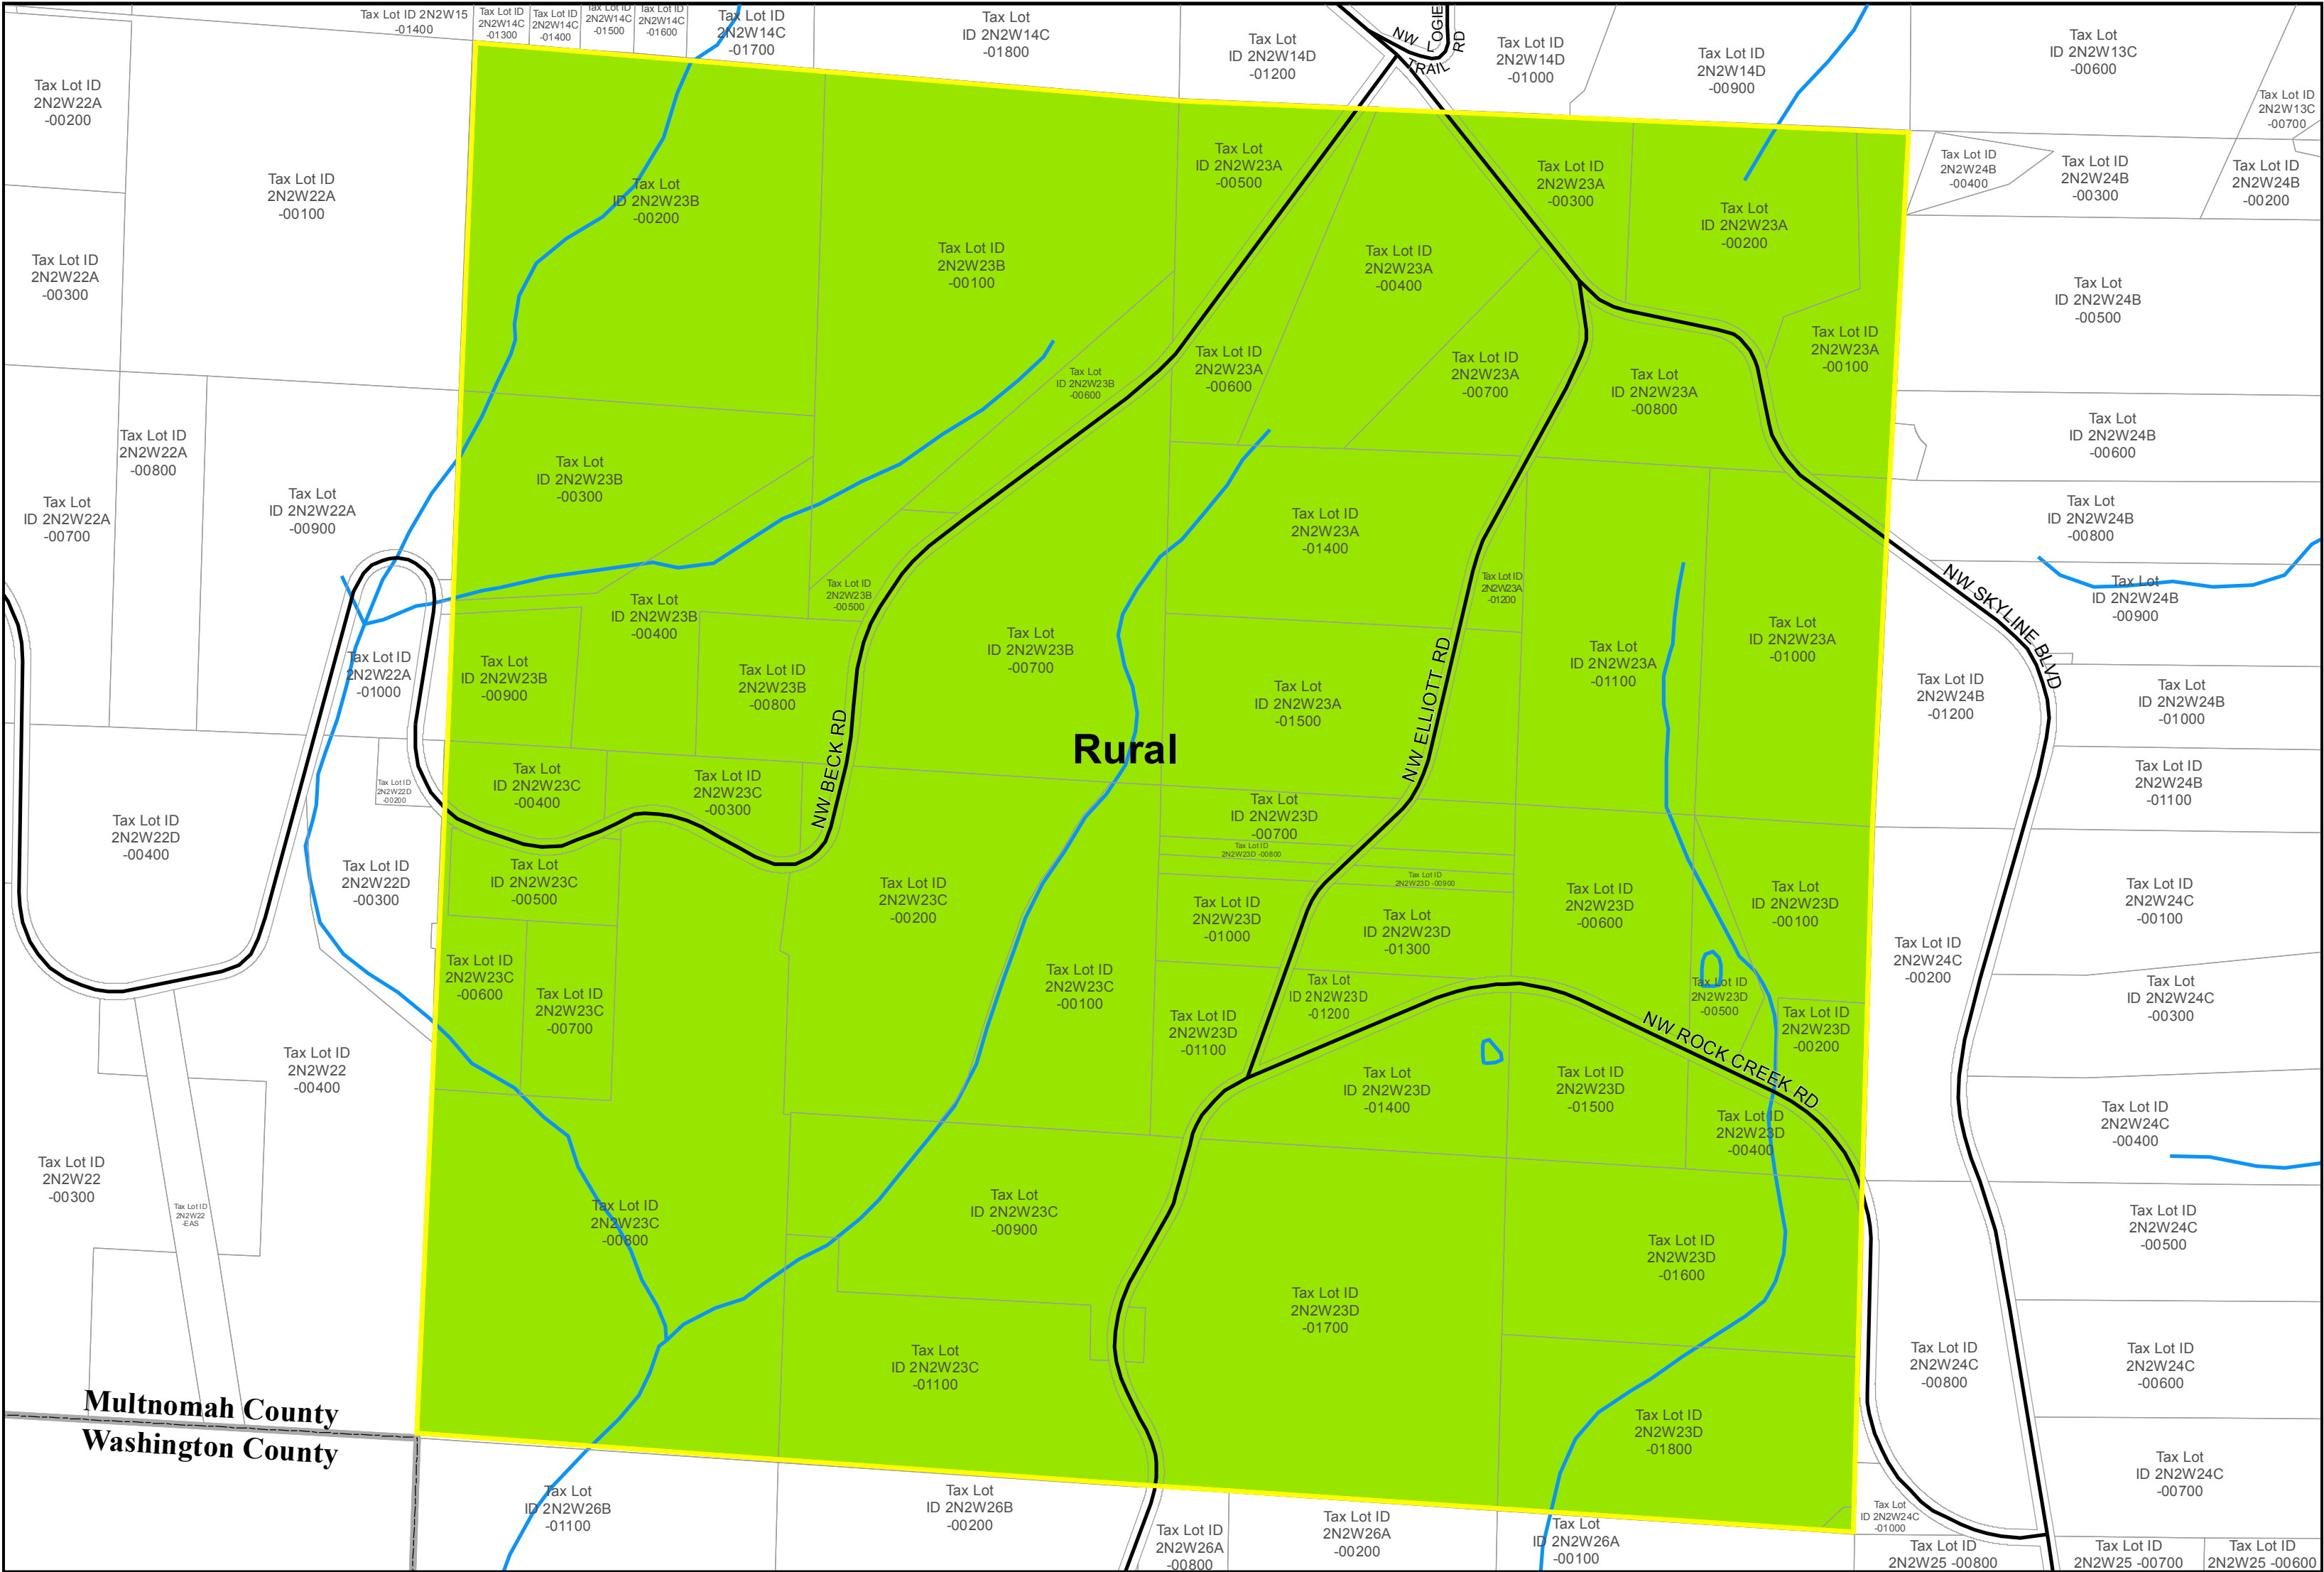 Tax Lot ID 2N2W15
-01400
Tax Lot ID
2N2W14C
-01300
Tax Lot ID
2N2W14C
-01400
Tax Lot ID
2N2W14C
-01500
Tax Lot ID
2N2W14C
-01600
Tax Lot ID
2N2W14C
-01700
Tax Lot
ID 2N2W14C
-01800
Tax Lot
ID 2N2W14D
-01200
NW LOGIE
TRAIL
RD
Tax Lot ID
2N2W14D
-01000
Tax Lot ID
2N2W14D
-00900
Tax Lot
ID 2N2W13C
-00600
Tax Lot ID
2N2W13C
-00700
Tax Lot ID
2N2W22A
-00200
Tax Lot ID
2N2W22A
-00100
Tax Lot
ID 2N2W23B
-00200
Tax Lot ID
2N2W23B
-00100
Tax Lot
ID 2N2W23A
-00500
Tax Lot ID
2N2W23A
-00400
Tax Lot ID
2N2W23A
-00300
Tax Lot
ID 2N2W23A
-00200
Tax Lot ID
2N2W24B
-00400
Tax Lot
ID 2N2W24B
-00300
Tax Lot ID
2N2W24B
-00200
Tax Lot ID
2N2W22A
-00300
Tax Lot
ID 2N2W24B
-00500
Tax Lot
ID 2N2W23B
-00600
Tax Lot ID
2N2W23A
-00600
Tax Lot ID
2N2W23A
-00700
Tax Lot
ID 2N2W23A
-00800
Tax Lot ID
2N2W23A
-00100
Tax Lot ID
2N2W22A
-00800
Tax Lot
ID 2N2W22A
-00700
Tax Lot
ID 2N2W22A
-00900
Tax Lot
ID 2N2W23B
-00300
Tax Lot ID
2N2W23A
-01400
Tax Lot
ID 2N2W24B
-00600
Tax Lot
ID 2N2W24B
-00800
Tax Lot
ID 2N2W24B
-00900
NW SKYLINE BLVD
Tax Lot ID
2N2W23B
-00500
Tax Lot ID
2N2W23A
-01200
Tax Lot
ID 2N2W23B
-00400
Tax Lot
ID 2N2W23B
-00700
Tax Lot
ID 2N2W23A
-01100
Tax Lot
ID 2N2W23A
-01000
Tax Lot ID
2N2W22A
-01000
Tax Lot
ID 2N2W23B
-00900
Tax Lot ID
2N2W23B
-00800
Tax Lot
ID 2N2W23A
-01500
Tax Lot ID
2N2W24B
-01200
Tax Lot
ID 2N2W24B
-01000
NW BECK RD
Rural
NW ELLIOTT RD
Tax Lot ID
2N2W22D
-00200
Tax Lot
ID 2N2W23C
-00400
Tax Lot ID
2N2W23C
-00300
Tax Lot
ID 2N2W23D
-00700
Tax Lot ID
2N2W24B
-01100
Tax Lot ID
2N2W22D
-00400
Tax Lot ID
2N2W22D
-00300
Tax Lot
ID 2N2W23C
-00500
Tax Lot ID
2N2W23C
-00200
Tax Lot ID
2N2W23D -00800
Tax Lot ID
2N2W23D -00900
Tax Lot ID
2N2W23D
-01000
Tax Lot
ID 2N2W23D
-01300
Tax Lot ID
2N2W23D
-00600
Tax Lot
ID 2N2W23D
-00100
Tax Lot ID
2N2W24C
-00200
Tax Lot ID
2N2W24C
-00100
Tax Lot ID
2N2W23C
-00600
Tax Lot ID
2N2W23C
-00700
Tax Lot ID
2N2W23C
-00100
Tax Lot ID
2N2W23D
-01100
Tax Lot
ID 2N2W23D
-01200
Tax Lot ID
2N2W23D
-00500
Tax Lot ID
2N2W23D
-00200
Tax Lot
ID 2N2W24C
-00300
NW ROCK CREEK RD
Tax Lot ID
2N2W22
-00400
Tax Lot
ID 2N2W23D
-01400
Tax Lot ID
2N2W23D
-01500
Tax Lot ID
2N2W23D
-00400
Tax Lot ID
2N2W24C
-00400
Tax Lot ID
2N2W22
-00300
Tax Lot ID
2N2W22
-EAS
Tax Lot ID
2N2W23C
-00800
Tax Lot
ID 2N2W23C
-00900
Tax Lot ID
2N2W23D
-01600
Tax Lot ID
2N2W24C
-00500
Tax Lot ID
2N2W23D
-01700
Tax Lot
ID 2N2W23C
-01100
Tax Lot ID
2N2W24C
-00800
Tax Lot ID
2N2W24C
-00600
Multnomah County
Washington County
Tax Lot ID
2N2W23D
-01800
Tax Lot
ID 2N2W24C
-00700
Tax Lot
ID 2N2W26B
-01100
Tax Lot
ID 2N2W26B
-00200
Tax Lot ID
2N2W26A
-00800
Tax Lot ID
2N2W26A
-00200
Tax Lot
ID 2N2W26A
-00100
Tax Lot
ID 2N2W24C
-01000
Tax Lot ID
2N2W25 -00800
Tax Lot ID
2N2W25 -00700
Tax Lot ID
2N2W25 -00600